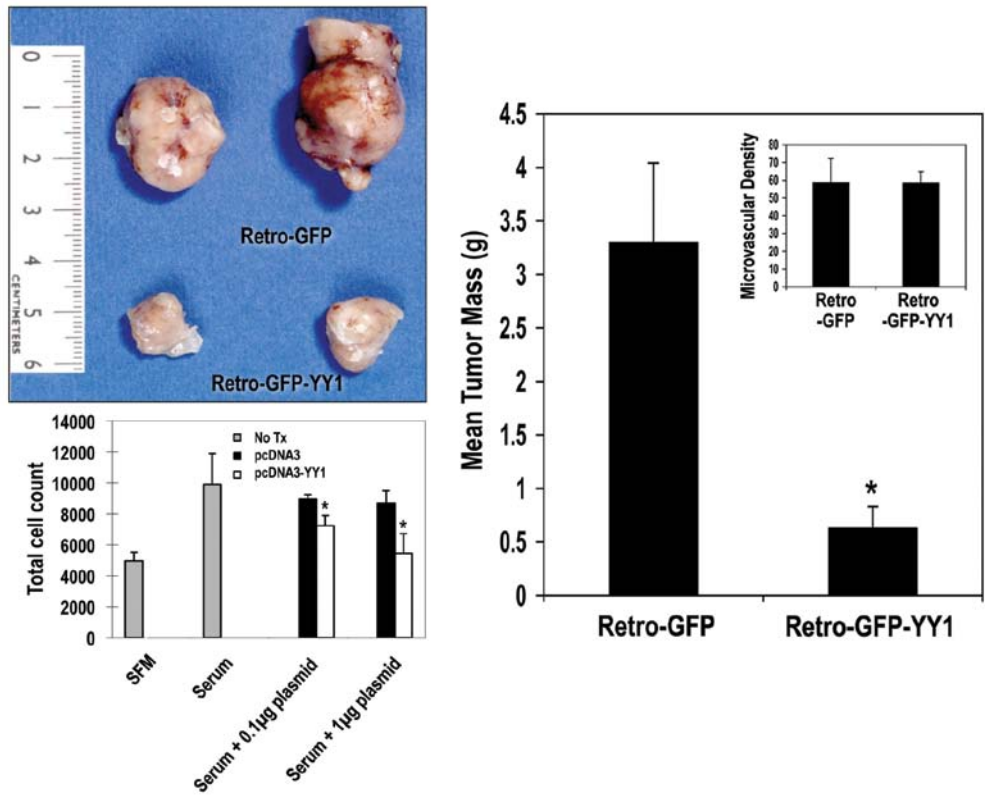 0
1
2
3
4
5
6
CENTIMETERS
Retro-GFP
Retro-GFP-YY1
14000
12000
10000
8000
6000
4000
2000
0
Total cell count
No Tx
pcDNA3
pcDNA3-YY1
*
*
SFM
Serum
Serum + 0.1µg plasmid
Serum + 1µg plasmid
4.5
4
3.5
3
2.5
2
1.5
1
0.5
0
Mean Tumor Mass (g)
*
Retro-GFP
Retro-GFP-YY1
80
70
60
50
40
30
20
10
0
Microvascular Density
Retro
-GFP
Retro
-GFP-YY1